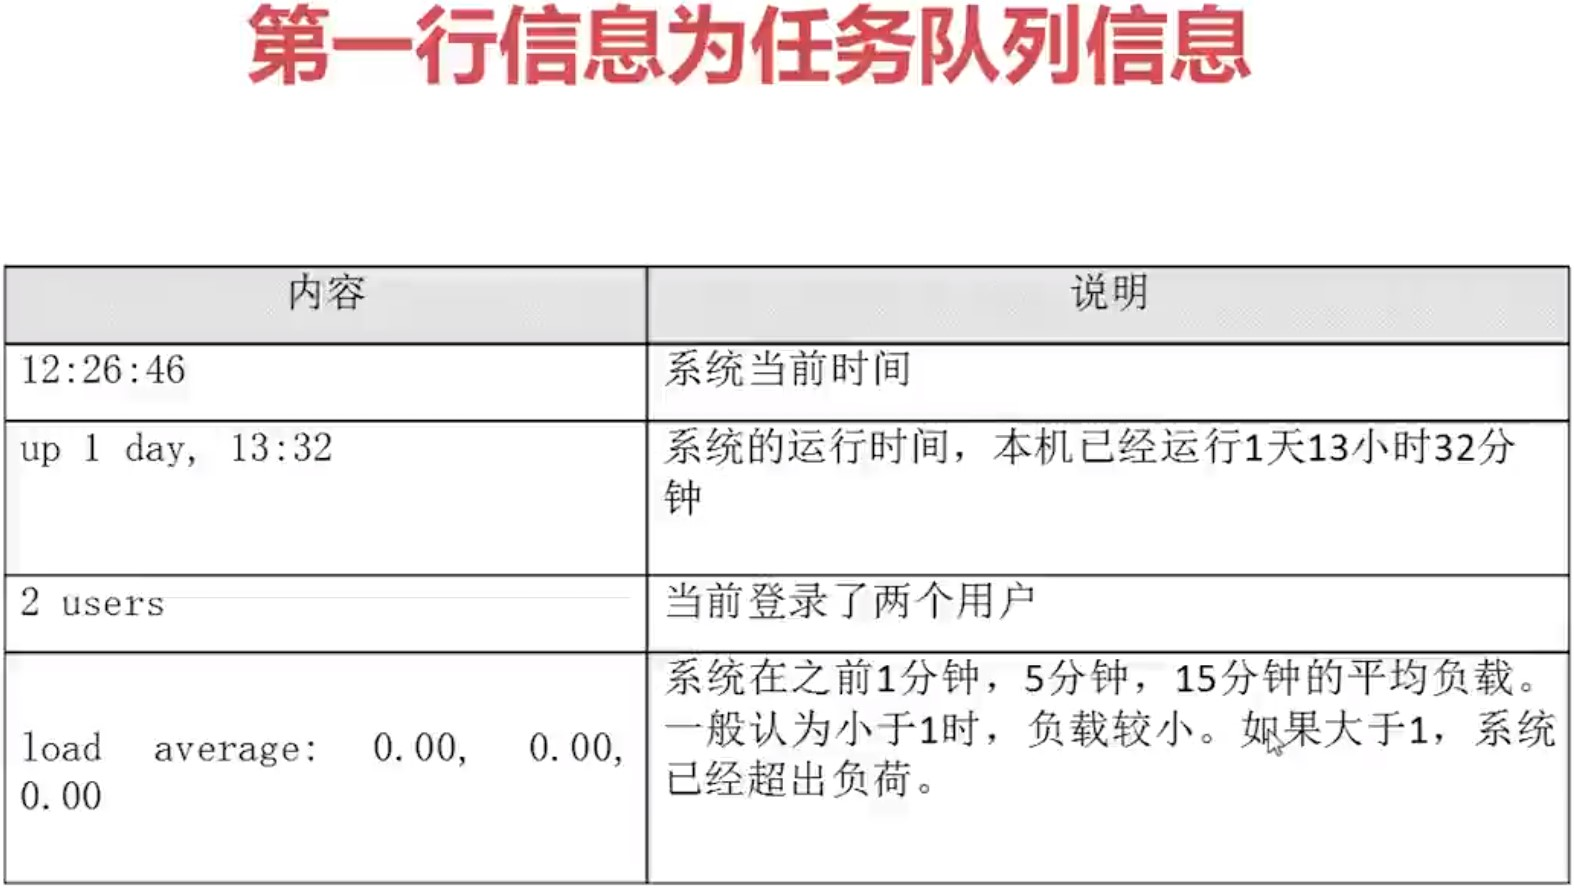 第一行信息为任务队列信息
内容 说明
12:26:46 系统当前时间
up 1 day, 13:32 系统的运行时间，本机已经运行1天13小时32分
钟
2 users 当前登录了两个用户
load average: 0.00, 0.00,
0.00
系统在之前1分钟，5分钟，15分钟的平均负载。
一般认为小于1时，负载较小。如果大于1，系统
已经超出负荷。